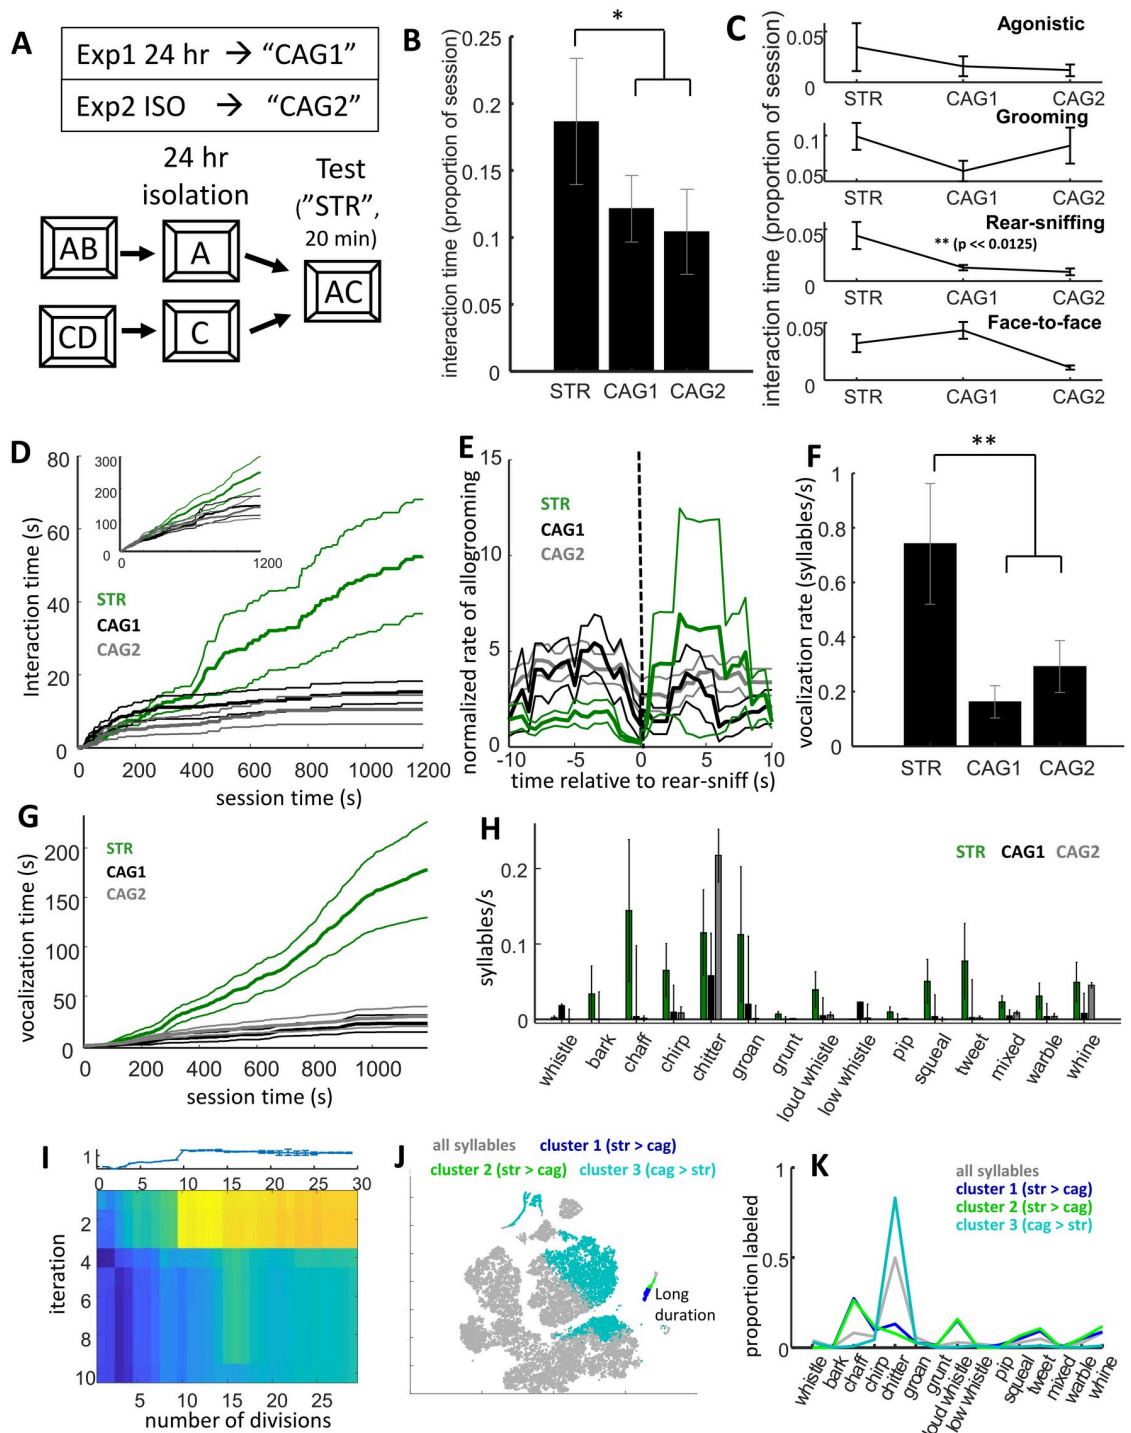 A
Exp1 24 hr → “CAG1”
Exp2 ISO → “CAG2”
24 hr
isolation
Test
(”STR”,
20 min)
AB
A
AC
CD
C
B
*
interaction time (proportion of session)
0.25
0.2
0.15
0.1
0.05
0
STR CAG1 CAG2
C
interaction time (proportion of session)
Agonistic
0.05
0
STR CAG1 CAG2
Grooming
0.1
0.05
STR CAG1 CAG2
Rear-sniffing
** (p << 0.0125)
0.05
0
STR CAG1 CAG2
Face-to-face
0.05
0
STR CAG1 CAG2
D
Interaction time (s)
80
60
40
20
0
300
200
100
0
0 1200
STR
CAG1
CAG2
0 200 400 600 800 1000 1200
session time (s)
E
normalized rate of allogrooming
15
10
5
0
STR
CAG1
CAG2
-10 -5 0 5 10
time relative to rear-sniff (s)
F
**
vocalization rate (syllables/s)
1
0.8
0.6
0.4
0.2
0
STR CAG1 CAG2
G
vocalization time (s)
200
150
100
50
0
STR
CAG1
CAG2
0 200 400 600 800 1000
session time (s)
H
STR CAG1 CAG2
syllables/s
0.2
0.1
0
whistle
bark
chaff
chirp
chitter
groan
grunt
loud whistle
low whistle
pip
squeal
tweet
mixed
warble
whine
I
1
0 5 10 15 20 25 30
iteration
2
4
6
8
10
5 10 15 20 25
number of divisions
J
all syllables cluster 1 (str > cag)
cluster 2 (str > cag) cluster 3 (cag > str)
Long
duration
K
all syllables
cluster 1 (str > cag)
cluster 2 (str > cag)
cluster 3 (cag > str)
proportion labeled
1
0.5
0
whistle
bark
chaff
chirp
chitter
groan
grunt
loud whistle
low whistle
pip
squeal
tweet
mixed
warble
whine